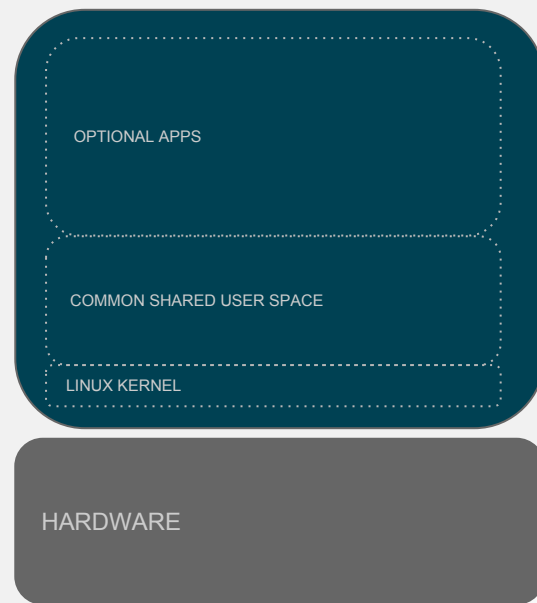 OPTIONAL APPS
COMMON SHARED USER SPACE
LINUX KERNEL
HARDWARE